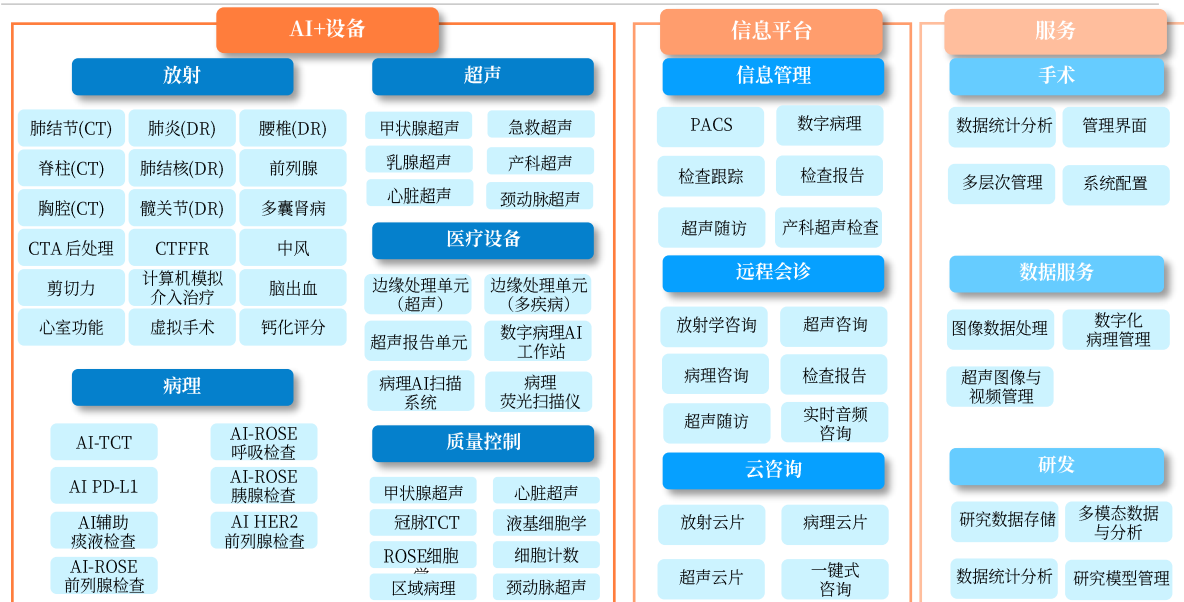 AI+设备
放射
肺结节(CT)
肺炎(DR)
腰椎(DR)
脊柱(CT)
肺结核(DR)
前列腺
胸腔(CT)
髋关节(DR)
多囊肾病
CTA 后处理
CTFFR
中风
剪切力
计算机模拟
介入治疗
脑出血
心室功能
虚拟手术
钙化评分
病理
AI-TCT
AI-ROSE
呼吸检查
AI PD-L1
AI-ROSE
胰腺检查
AI辅助
痰液检查
AI HER2
前列腺检查
AI-ROSE
前列腺检查
超声
甲状腺超声
急救超声
乳腺超声
产科超声
心脏超声
颈动脉超声
医疗设备
边缘处理单元
（超声）
边缘处理单元
（多疾病）
超声报告单元
数字病理AI
工作站
病理AI扫描
系统
病理
荧光扫描仪
质量控制
甲状腺超声
心脏超声
冠脉TCT
液基细胞学
ROSE细胞
学
细胞计数
区域病理
颈动脉超声
信息平台
信息管理
PACS
数字病理
检查跟踪
检查报告
超声随访
产科超声检查
远程会诊
放射学咨询
超声咨询
病理咨询
检查报告
超声随访
实时音频
咨询
云咨询
放射云片
病理云片
超声云片
一键式
咨询
服务
手术
数据统计分析
管理界面
多层次管理
系统配置
数据服务
图像数据处理
数字化
病理管理
超声图像与
视频管理
研发
研究数据存储
多模态数据
与分析
数据统计分析
研究模型管理